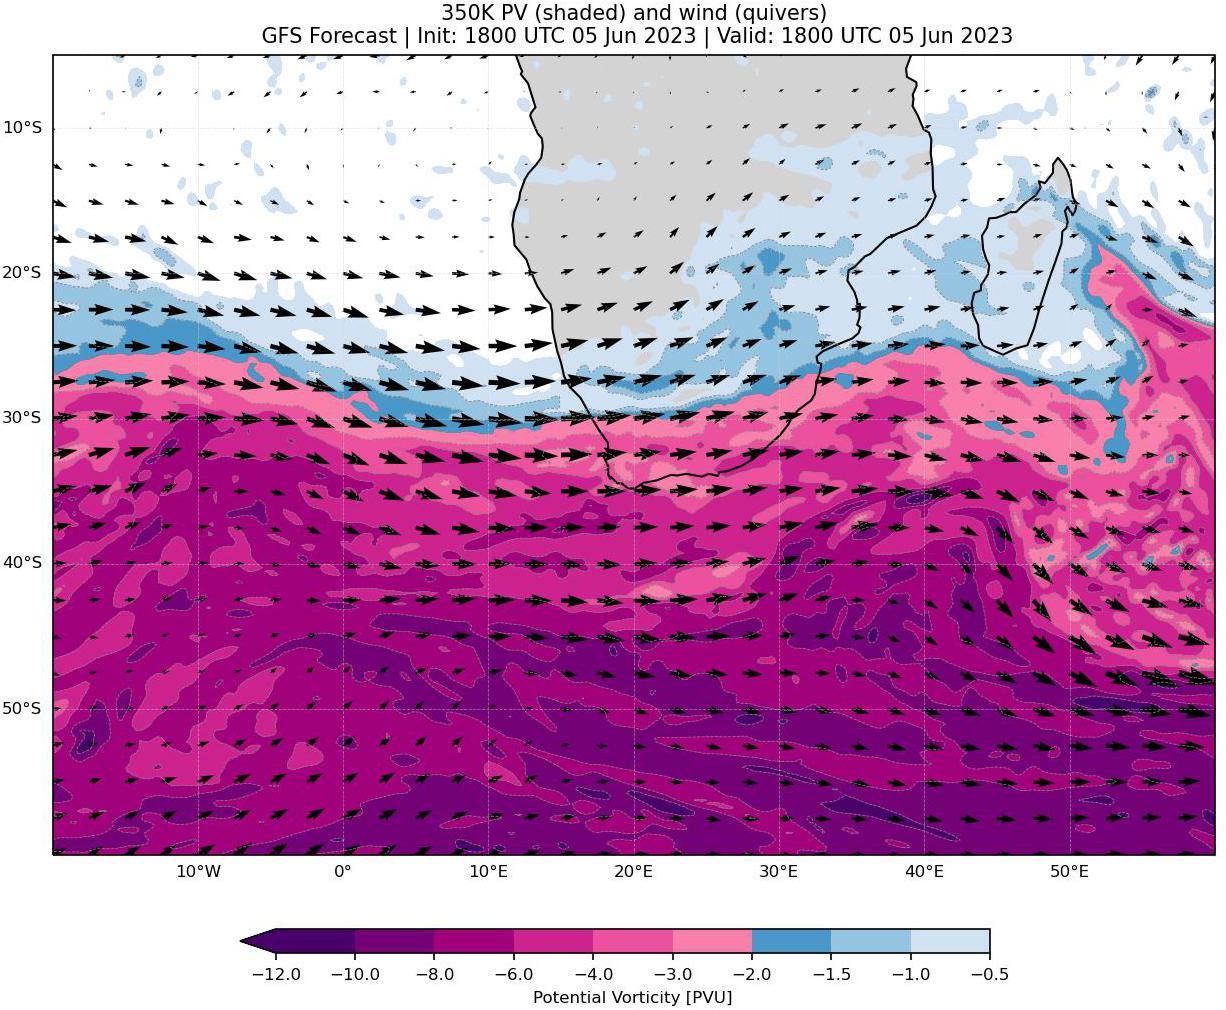 350K PV (shaded) and wind (quivers)
GFS Forecast | Init: 1800 UTC 05 Jun 2023 | Valid: 1800 UTC 05 Jun 2023
10°S
20°S
30°S
40°S
50°S
10°W 0° 10°E 20°E 30°E 40°E 50°E
−12.0 −10.0 −8.0 −6.0 −4.0 −3.0 −2.0 −1.5 −1.0 −0.5
Potential Vorticity [PVU]